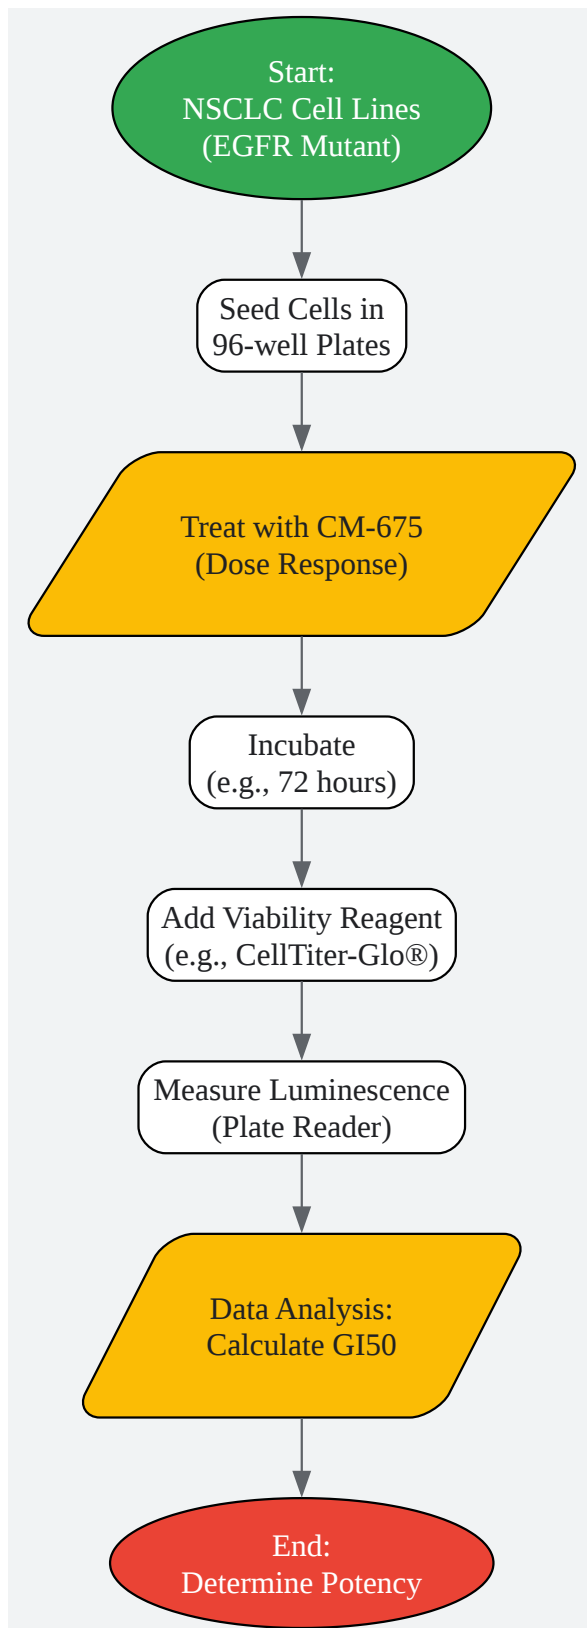 Start:
NSCLC Cell Lines
(EGFR Mutant)
Seed Cells in
96-well Plates
Treat with CM-675
(Dose Response)
Incubate
(e.g., 72 hours)
Add Viability Reagent
(e.g., CellTiter-Glo®)
Measure Luminescence
(Plate Reader)
Data Analysis:
Calculate GI50
End:
Determine Potency